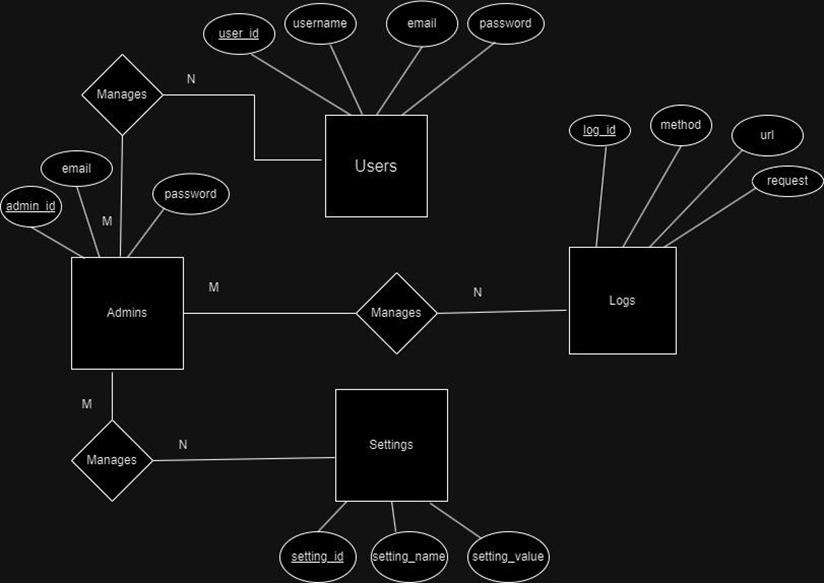 user_id
username
email
password
Manages
N
Users
log_id
method
url
request
email
admin_id
password
M
Admins
M
Manages
N
Logs
M
Manages
N
Settings
setting_id
setting_name
setting_value